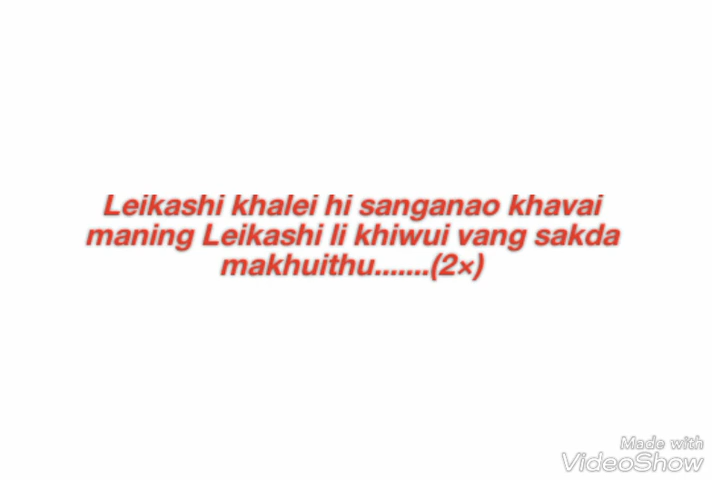 Leikashi khalei hi sanganao khavai
maning Leikashi li khiwui vang sakda
makhuithu.......(2×)
Made with
VideoShow